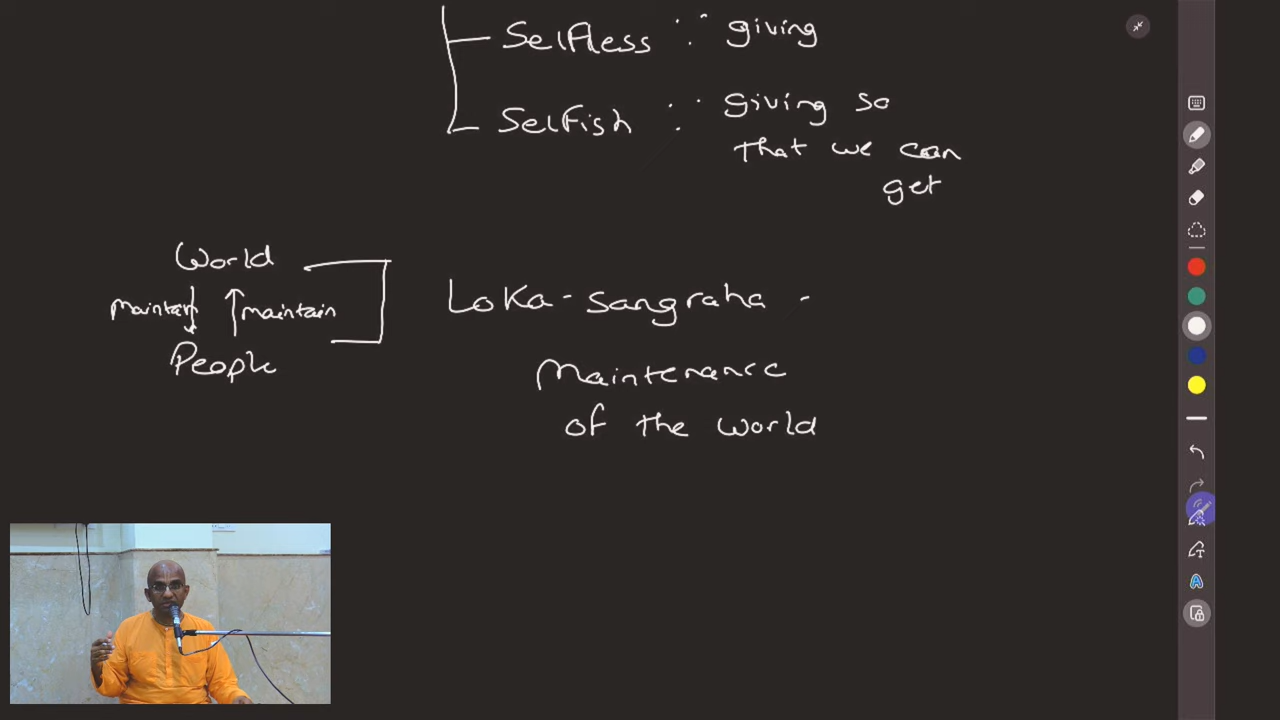 Selfless : giving
Selfish : giving so
that we can
get
World
maintain maintain
People
Loka-sangraha -
Maintenance
of the world